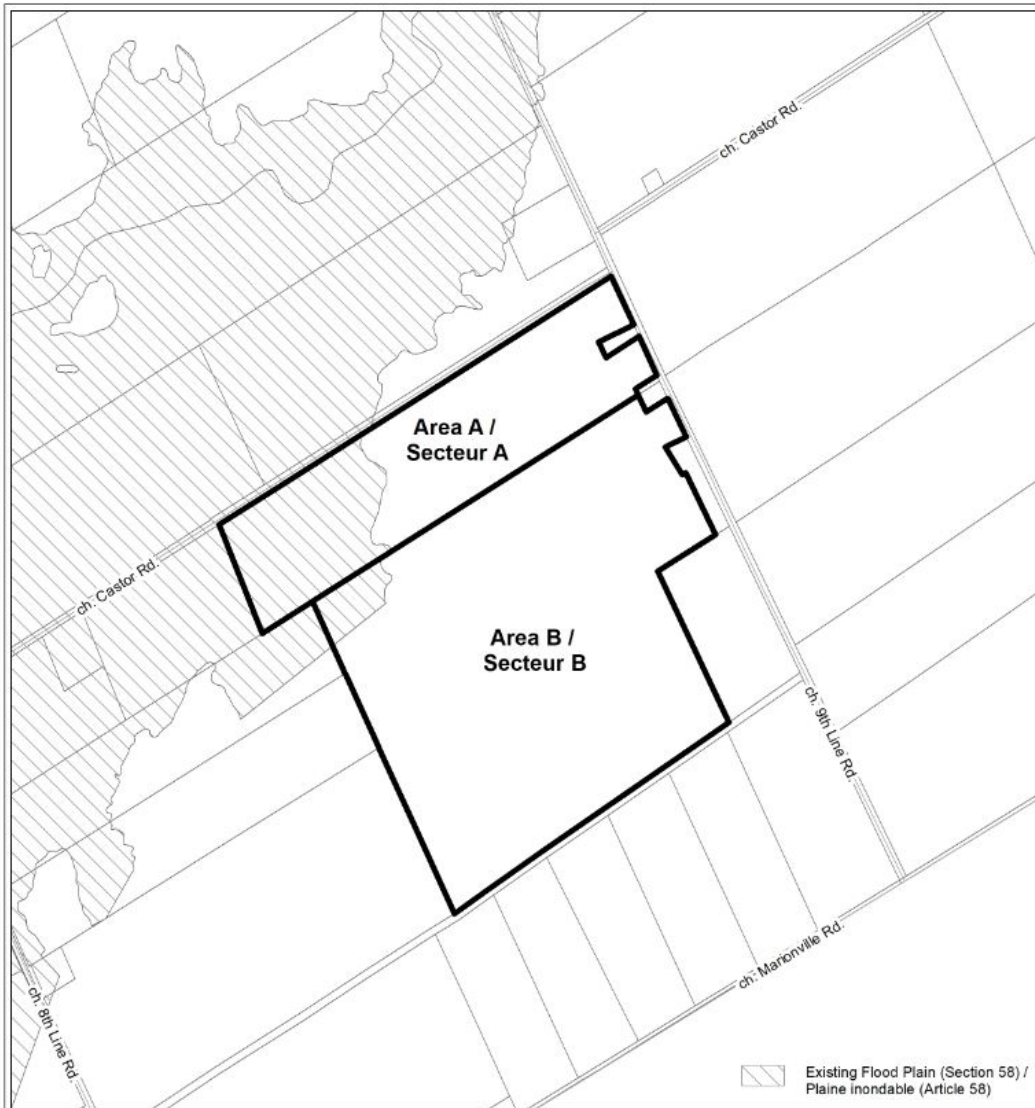 ch. Castor Rd.
Area A /
Secteur A
ch. Castor Rd.
Area B /
Secteur B
ch. 9th Line Rd.
ch. Marionville Rd.
ch. 8th Line Rd.
Existing Flood Plain (Section 58) /
Plaine inondable (Article 58)